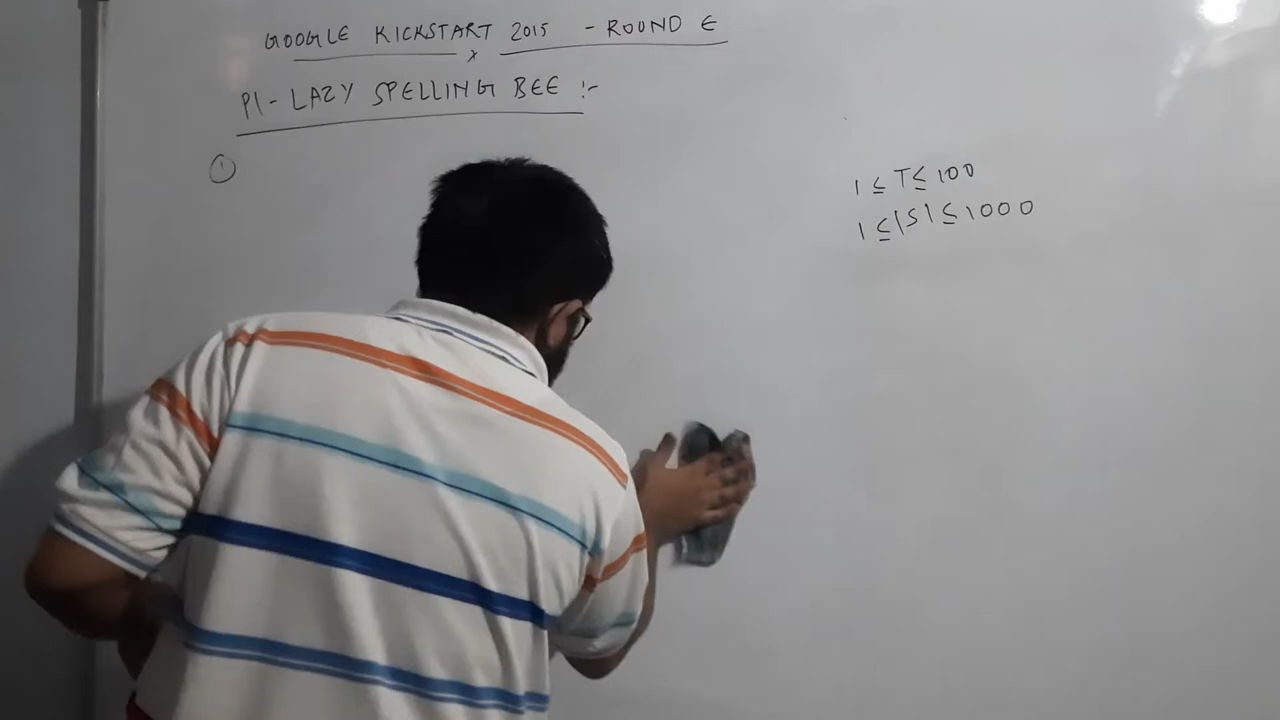 GOOGLE KICKSTART 2015 - ROUND E
x
P1 - LAZY SPELLING BEE :-
①
1 ≤ T ≤ 100
1 ≤ |S| ≤ 1000